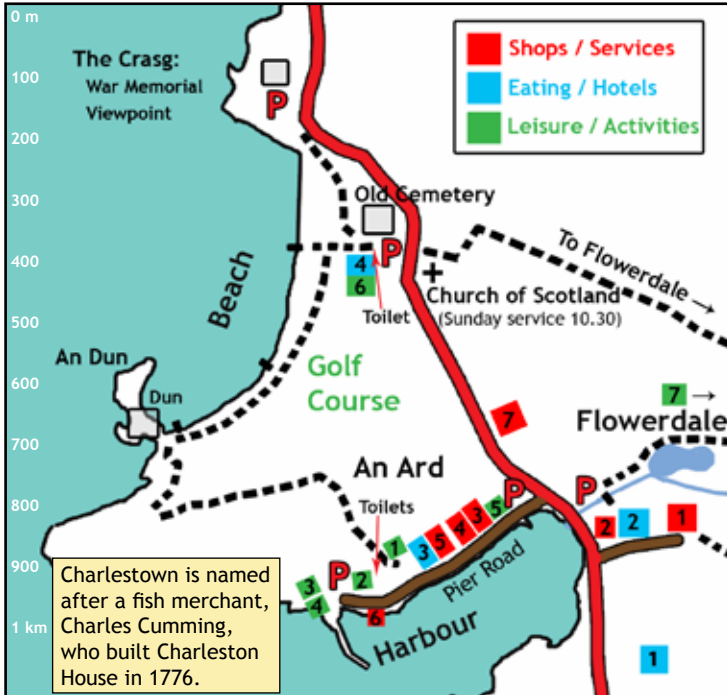 0 m
100
200
300
400
500
600
700
800
900
1 km
The Crasg:
War Memorial
Viewpoint
P
Shops / Services
Eating / Hotels
Leisure / Activities
Old Cemetery
P
4
6
Toilet
To Flowerdale →
Church of Scotland
(Sunday service 10.30)
Beach
An Dun
Dun
Golf
Course
7
7 →
Flowerdale
An Ard
P
P
Toilets
1
2
3
4
P
3
5
4
3
5
6
2
2
1
Pier Road
Harbour
1
Charlestown is named
after a fish merchant,
Charles Cumming,
who built Charleston
House in 1776.